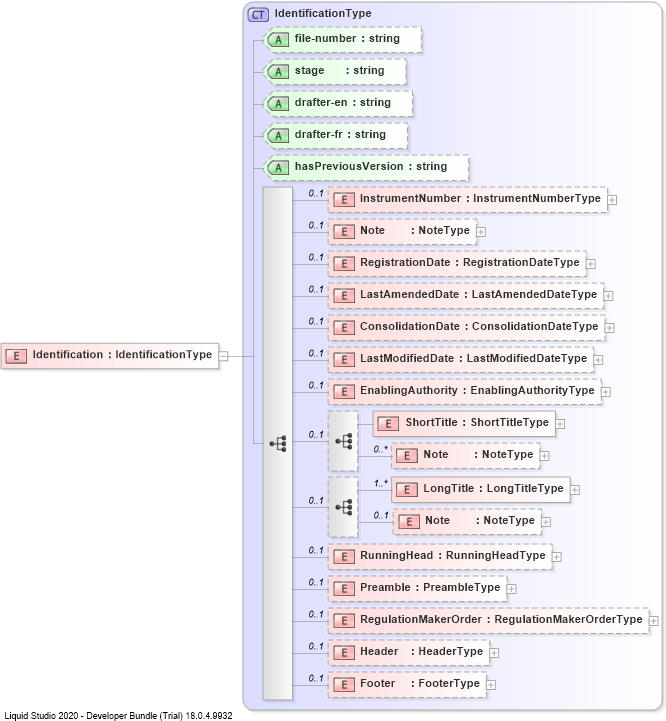 CT IdentificationType
A file-number : string
A stage : string
A drafter-en : string
A drafter-fr : string
A hasPreviousVersion : string
0..1 E InstrumentNumber : InstrumentNumberType
0..1 E Note : NoteType
0..1 E RegistrationDate : RegistrationDateType
0..1 E LastAmendedDate : LastAmendedDateType
0..1 E ConsolidationDate : ConsolidationDateType
E Identification : IdentificationType
0..1 E LastModifiedDate : LastModifiedDateType
0..1 E EnablingAuthority : EnablingAuthorityType
0..1
E ShortTitle : ShortTitleType
0..* E Note : NoteType
0..1
1..* E LongTitle : LongTitleType
0..1 E Note : NoteType
0..1 E RunningHead : RunningHeadType
0..1 E Preamble : PreambleType
0..1 E RegulationMakerOrder : RegulationMakerOrderType
0..1 E Header : HeaderType
0..1 E Footer : FooterType
Liquid Studio 2020 - Developer Bundle (Trial) 18.0.4.9932